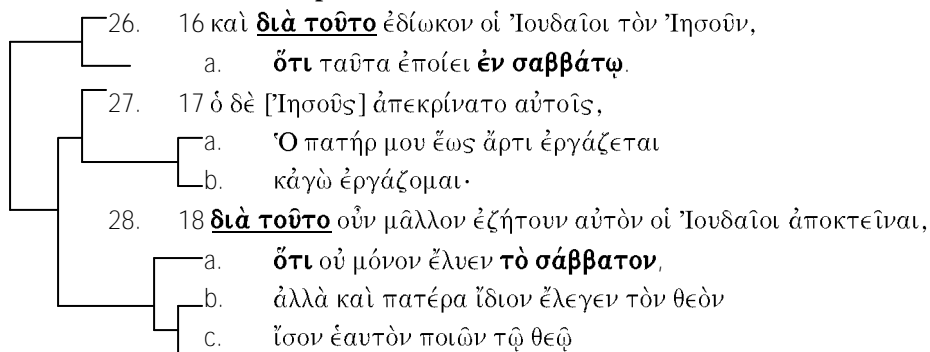 26. 16 καὶ διὰ τοῦτο ἐδίωκον οἱ Ἰουδαῖοι τὸν Ἰησοῦν,
a. ὅτι ταῦτα ἐποίει ἐν σαββάτῳ.
27. 17 ὁ δὲ [Ἰησοῦς] ἀπεκρίνατο αὐτοῖς,
a. Ὁ πατήρ μου ἕως ἄρτι ἐργάζεται
b. κἀγὼ ἐργάζομαι·
28. 18 διὰ τοῦτο οὖν μᾶλλον ἐζήτουν αὐτὸν οἱ Ἰουδαῖοι ἀποκτεῖναι,
a. ὅτι οὐ μόνον ἔλυεν τὸ σάββατον,
b. ἀλλὰ καὶ πατέρα ἴδιον ἔλεγεν τὸν θεὸν
c. ἴσον ἑαυτὸν ποιῶν τῷ θεῷ